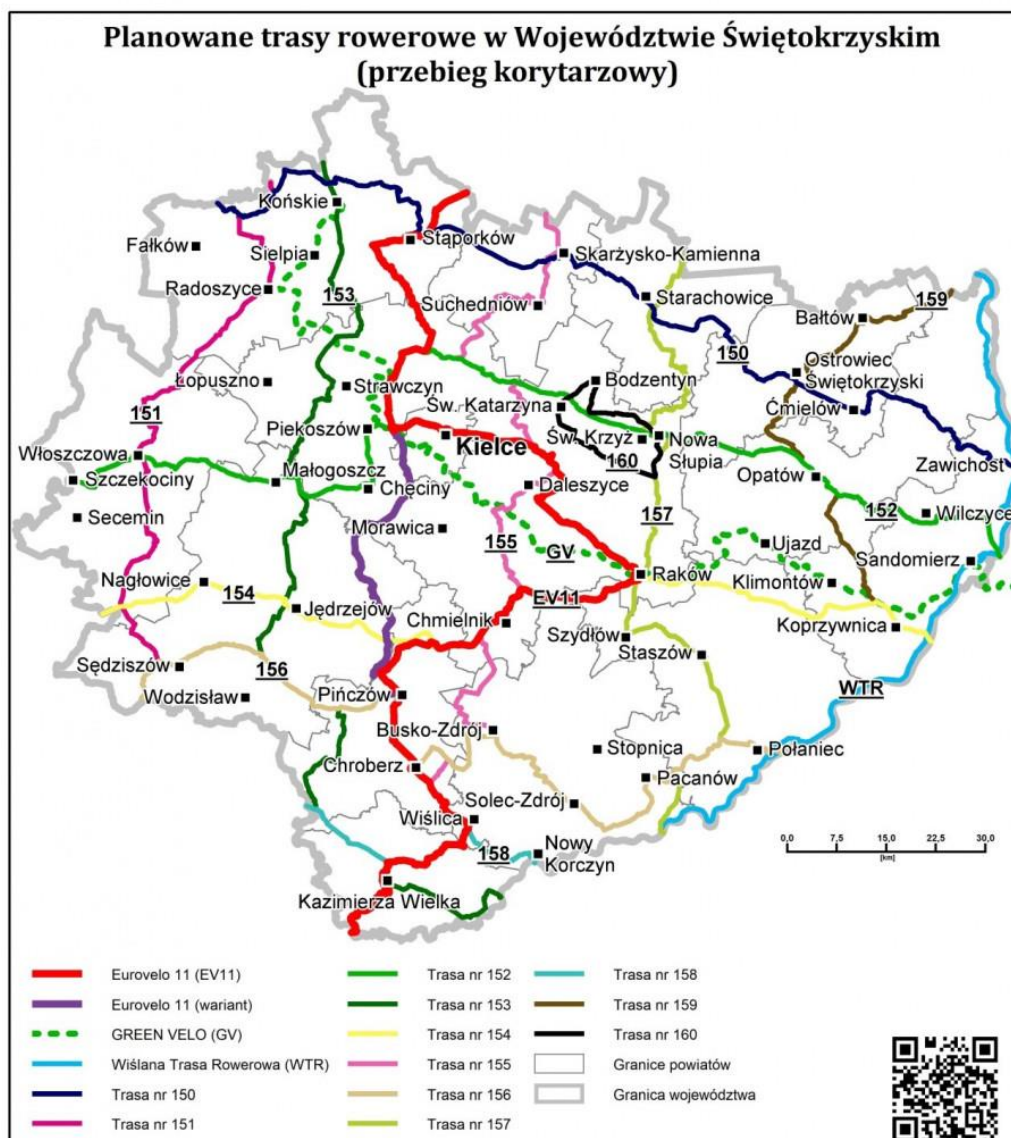 Planowane trasy rowerowe w Województwie Świętokrzyskim
(przebieg korytarzowy)
Końskie
Fałków
Sielpia
Stąporków
Skarżysko-Kamienna
Radoszyce
153
Suchedniów
Starachowice
Bałtów
159
150
Ostrowiec
Świętokrzyski
Łopuszno
Strawczyn
Bodzentyn
Św. Katarzyna
Ćmielów
151
Piekoszów
Kielce
Św. Krzyż
160
Nowa
Słupia
Włoszczowa
Szczekociny
Małogoszcz
Chęciny
Daleszyce
Opatów
Zawichost
Secemin
Morawica
157
152
Wilczyce
155
GV
Ujazd
Sandomierz
Nagłowice
154
Jędrzejów
EV11
Raków
Klimontów
Chmielnik
Szydłów
Koprzywnica
Sędziszów
156
Staszów
Wodzisław
Pińczów
WTR
Busko-Zdrój
Stopnica
Połaniec
Chroberz
Pacanów
Solec-Zdrój
Wiślica
158
Nowy
Korczyn
0,0 7,5 15,0 22,5 30,0
[km]
Kazimierza Wielka
Eurovelo 11 (EV11)
Eurovelo 11 (wariant)
GREEN VELO (GV)
Wiślana Trasa Rowerowa (WTR)
Trasa nr 150
Trasa nr 151
Trasa nr 152
Trasa nr 153
Trasa nr 154
Trasa nr 155
Trasa nr 156
Trasa nr 157
Trasa nr 158
Trasa nr 159
Trasa nr 160
Granice powiatów
Granica województwa